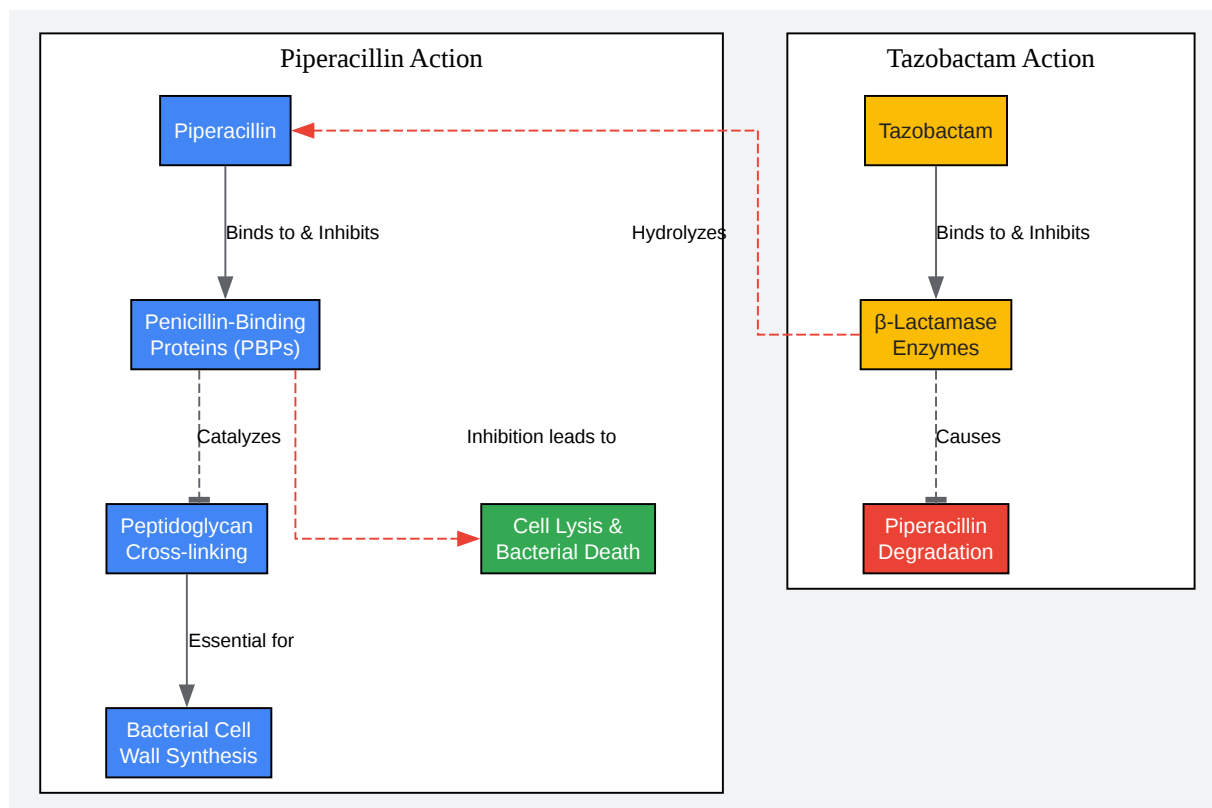 Piperacillin Action
Piperacillin
Binds to & Inhibits
Penicillin-Binding
Proteins (PBPs)
Catalyzes
Inhibition leads to
Peptidoglycan
Cross-linking
Cell Lysis &
Bacterial Death
Essential for
Bacterial Cell
Wall Synthesis
Hydrolyzes
Tazobactam Action
Tazobactam
Binds to & Inhibits
β-Lactamase
Enzymes
Causes
Piperacillin
Degradation